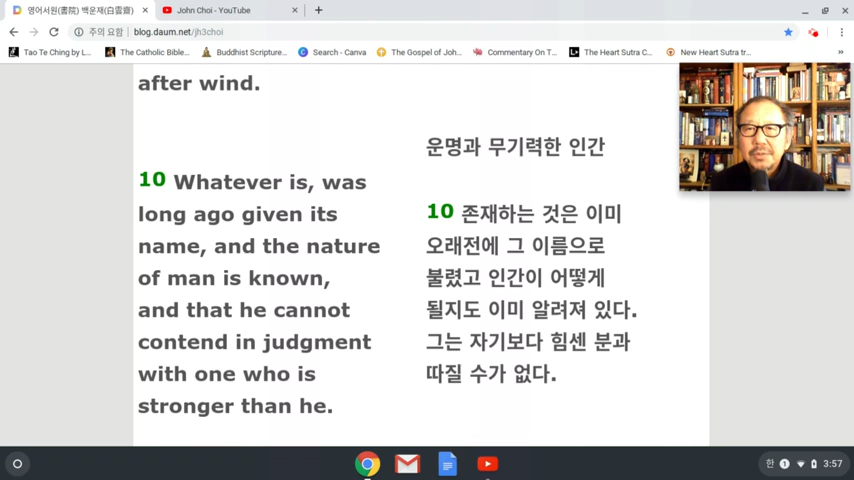 영어서원(書院) 백운재(白雲齋)
John Choi - YouTube
주의 요함
blog.daum.net/jh3choi
Tao Te Ching by L...
The Catholic Bible...
Buddhist Scripture...
Search - Canva
The Gospel of Joh...
Commentary On T...
The Heart Sutra C...
New Heart Sutra tr...
after wind.
10 Whatever is, was
long ago given its
name, and the nature
of man is known,
and that he cannot
contend in judgment
with one who is
stronger than he.
운명과 무기력한 인간
10 존재하는 것은 이미
오래전에 그 이름으로
불렸고 인간이 어떻게
될지도 이미 알려져 있다.
그는 자기보다 힘센 분과
따질 수가 없다.
한 1 3:57